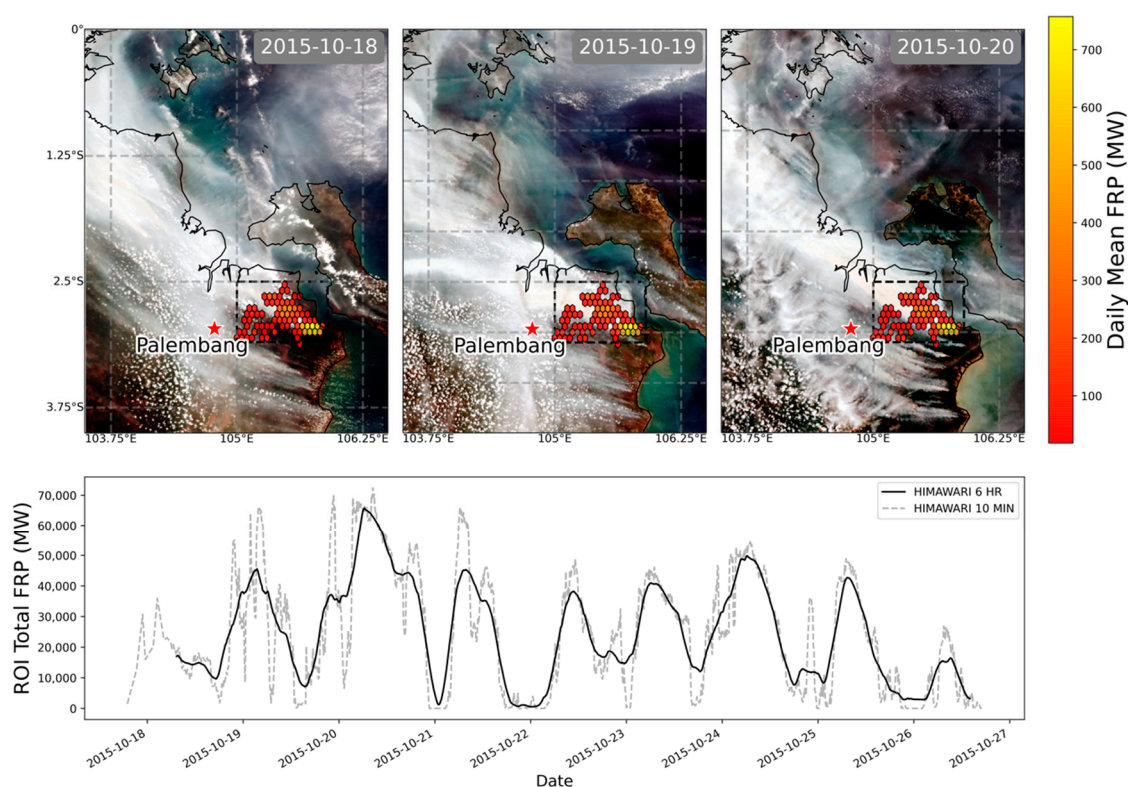 2015-10-18
2015-10-19
2015-10-20
0°
1.25°S
2.5°S
3.75°S
Palembang
Palembang
Palembang
103.75°E
105°E
106.25°E
103.75°E
105°E
106.25°E
103.75°E
105°E
106.25°E
700
600
500
400
300
200
100
Daily Mean FRP (MW)
70,000
60,000
50,000
40,000
30,000
20,000
10,000
0
ROI Total FRP (MW)
HIMAWARI 6 HR
HIMAWARI 10 MIN
2015-10-18
2015-10-19
2015-10-20
2015-10-21
2015-10-22
2015-10-23
2015-10-24
2015-10-25
2015-10-26
2015-10-27
Date